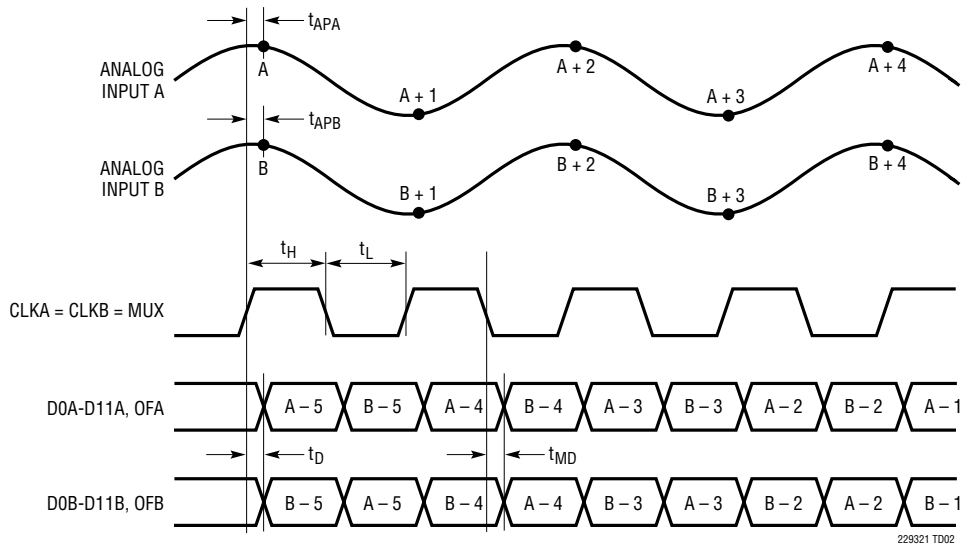 tAPA
ANALOG
INPUT A
A
A + 1
A + 2
A + 3
A + 4
tAPB
ANALOG
INPUT B
B
B + 1
B + 2
B + 3
B + 4
tH
tL
CLKA = CLKB = MUX
D0A-D11A, OFA
A – 5
B – 5
A – 4
B – 4
A – 3
B – 3
A – 2
B – 2
A – 1
tD
tMD
D0B-D11B, OFB
B – 5
A – 5
B – 4
A – 4
B – 3
A – 3
B – 2
A – 2
B – 1
229321 TD02